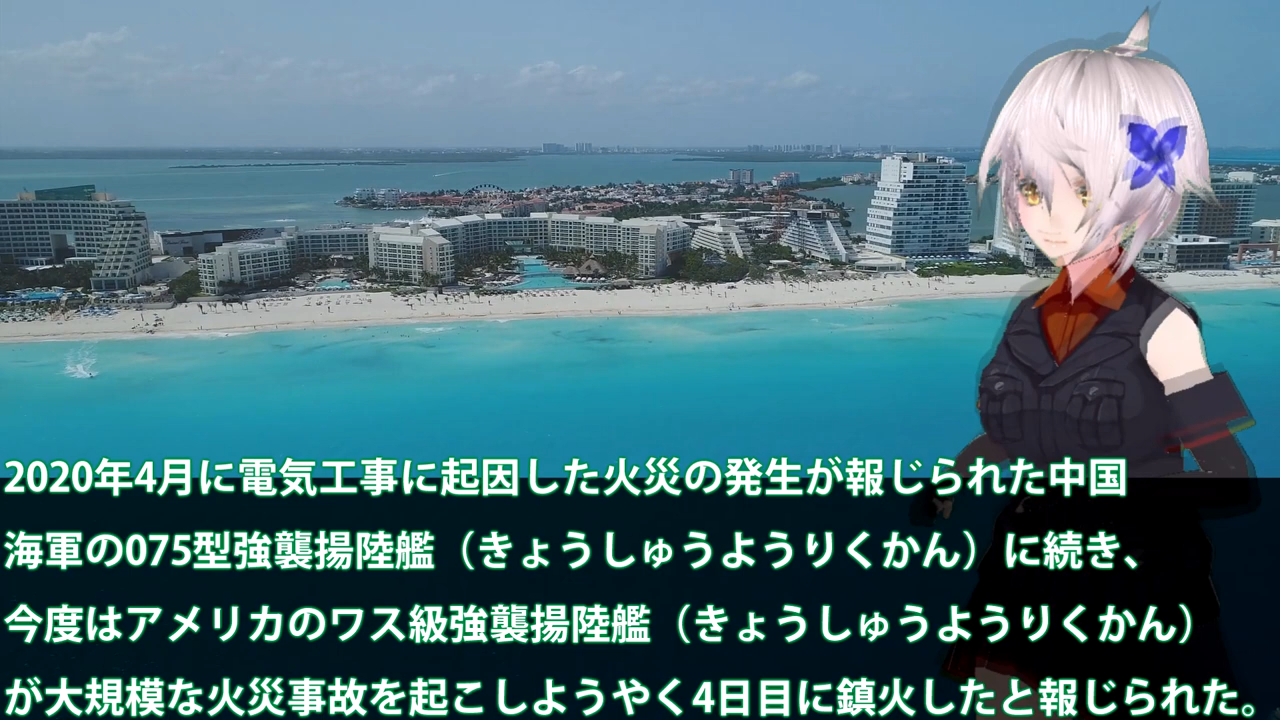 2020年4月に電気工事に起因した火災の発生が報じられた中国
海軍の075型強襲揚陸艦（きょうしゅうようりくかん）に続き、
今度はアメリカのワス級強襲揚陸艦（きょうしゅうようりくかん）
が大規模な火災事故を起こしようやく4日目に鎮火したと報じられた。